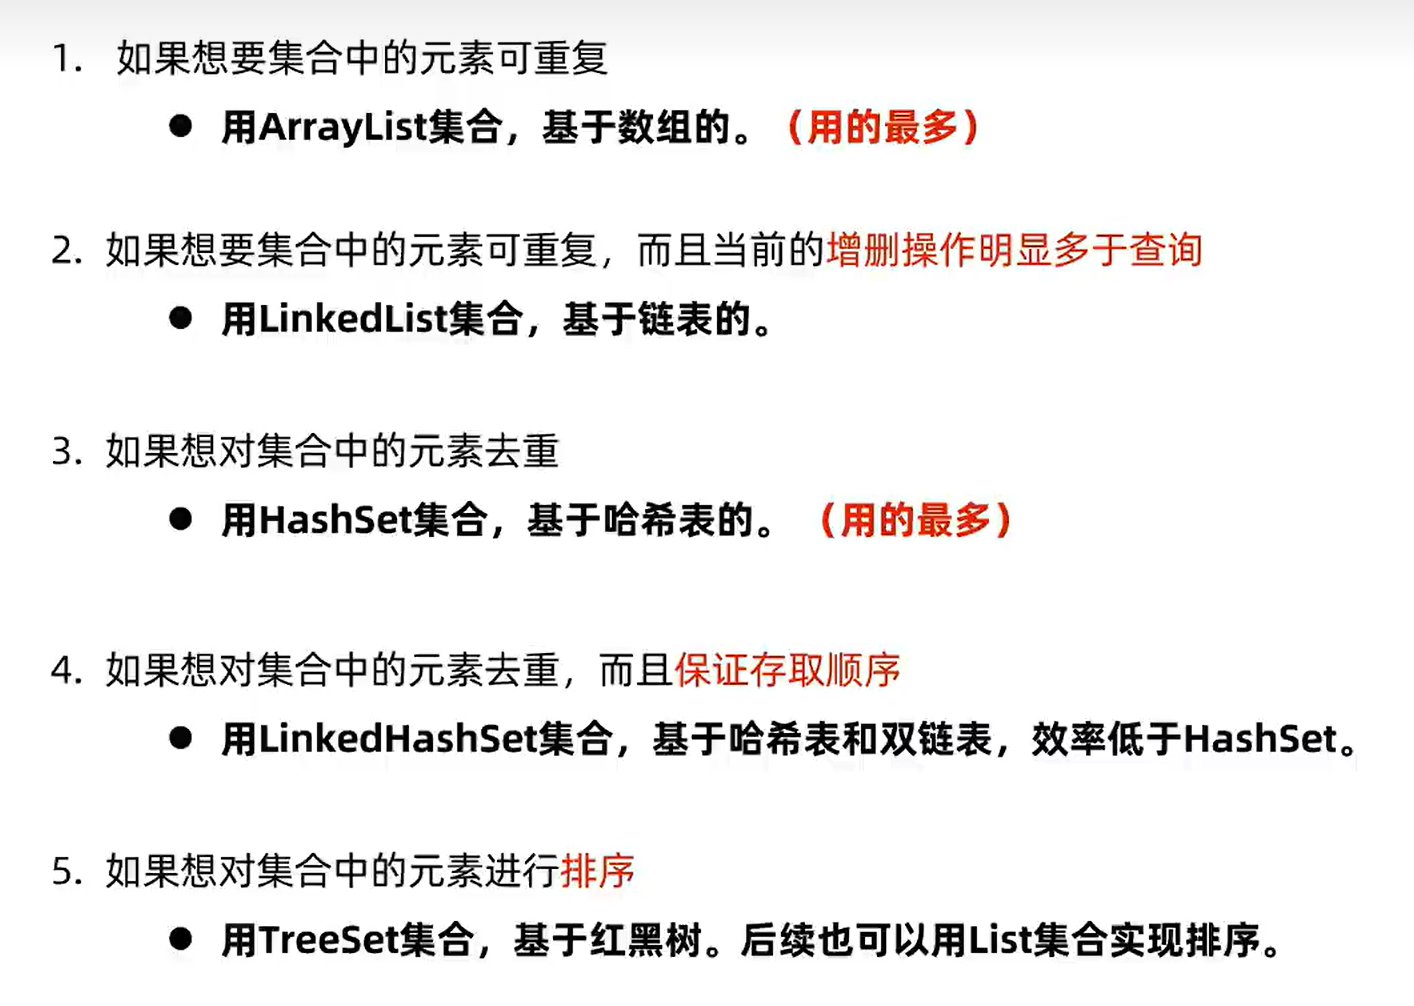 1. 如果想要集合中的元素可重复
● 用ArrayList集合，基于数组的。（用的最多）
2. 如果想要集合中的元素可重复，而且当前的增删操作明显多于查询
● 用LinkedList集合，基于链表的。
3. 如果想对集合中的元素去重
● 用HashSet集合，基于哈希表的。（用的最多）
4. 如果想对集合中的元素去重，而且保证存取顺序
● 用LinkedHashSet集合，基于哈希表和双链表，效率低于HashSet。
5. 如果想对集合中的元素进行排序
● 用TreeSet集合，基于红黑树。后续也可以用List集合实现排序。